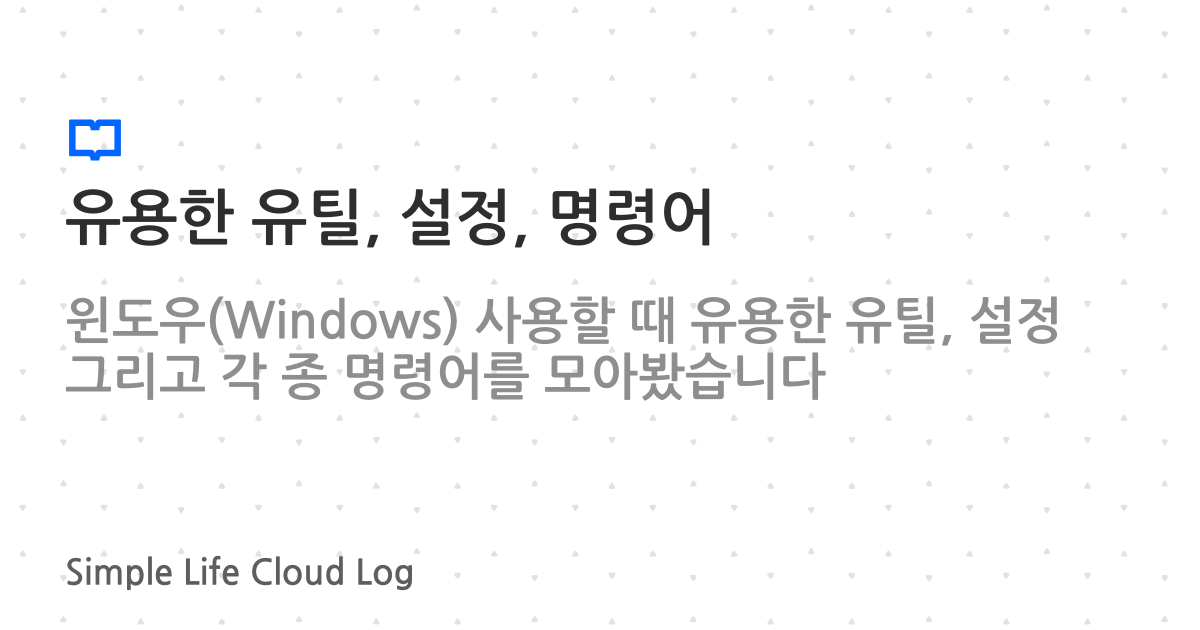 유용한 유틸, 설정, 명령어
윈도우(Windows) 사용할 때 유용한 유틸, 설정
그리고 각 종 명령어를 모아봤습니다
Simple Life Cloud Log